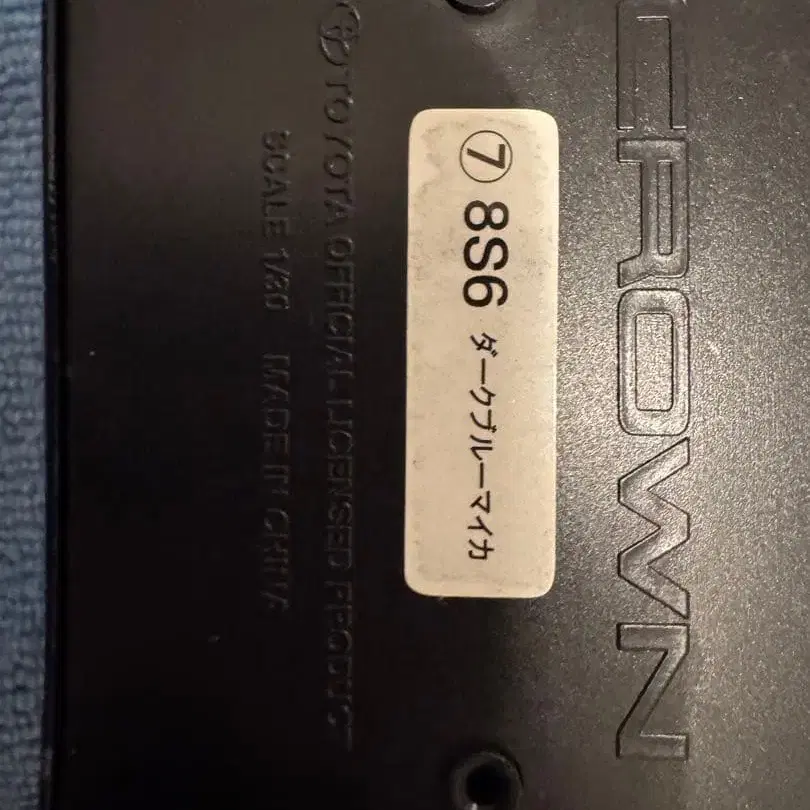 CROWN
⑦ 8S6 ダークブルーマイカ
TOYOTA OFFICIAL LICENSED PRODUCT
SCALE 1/30 MADE IN CHINA